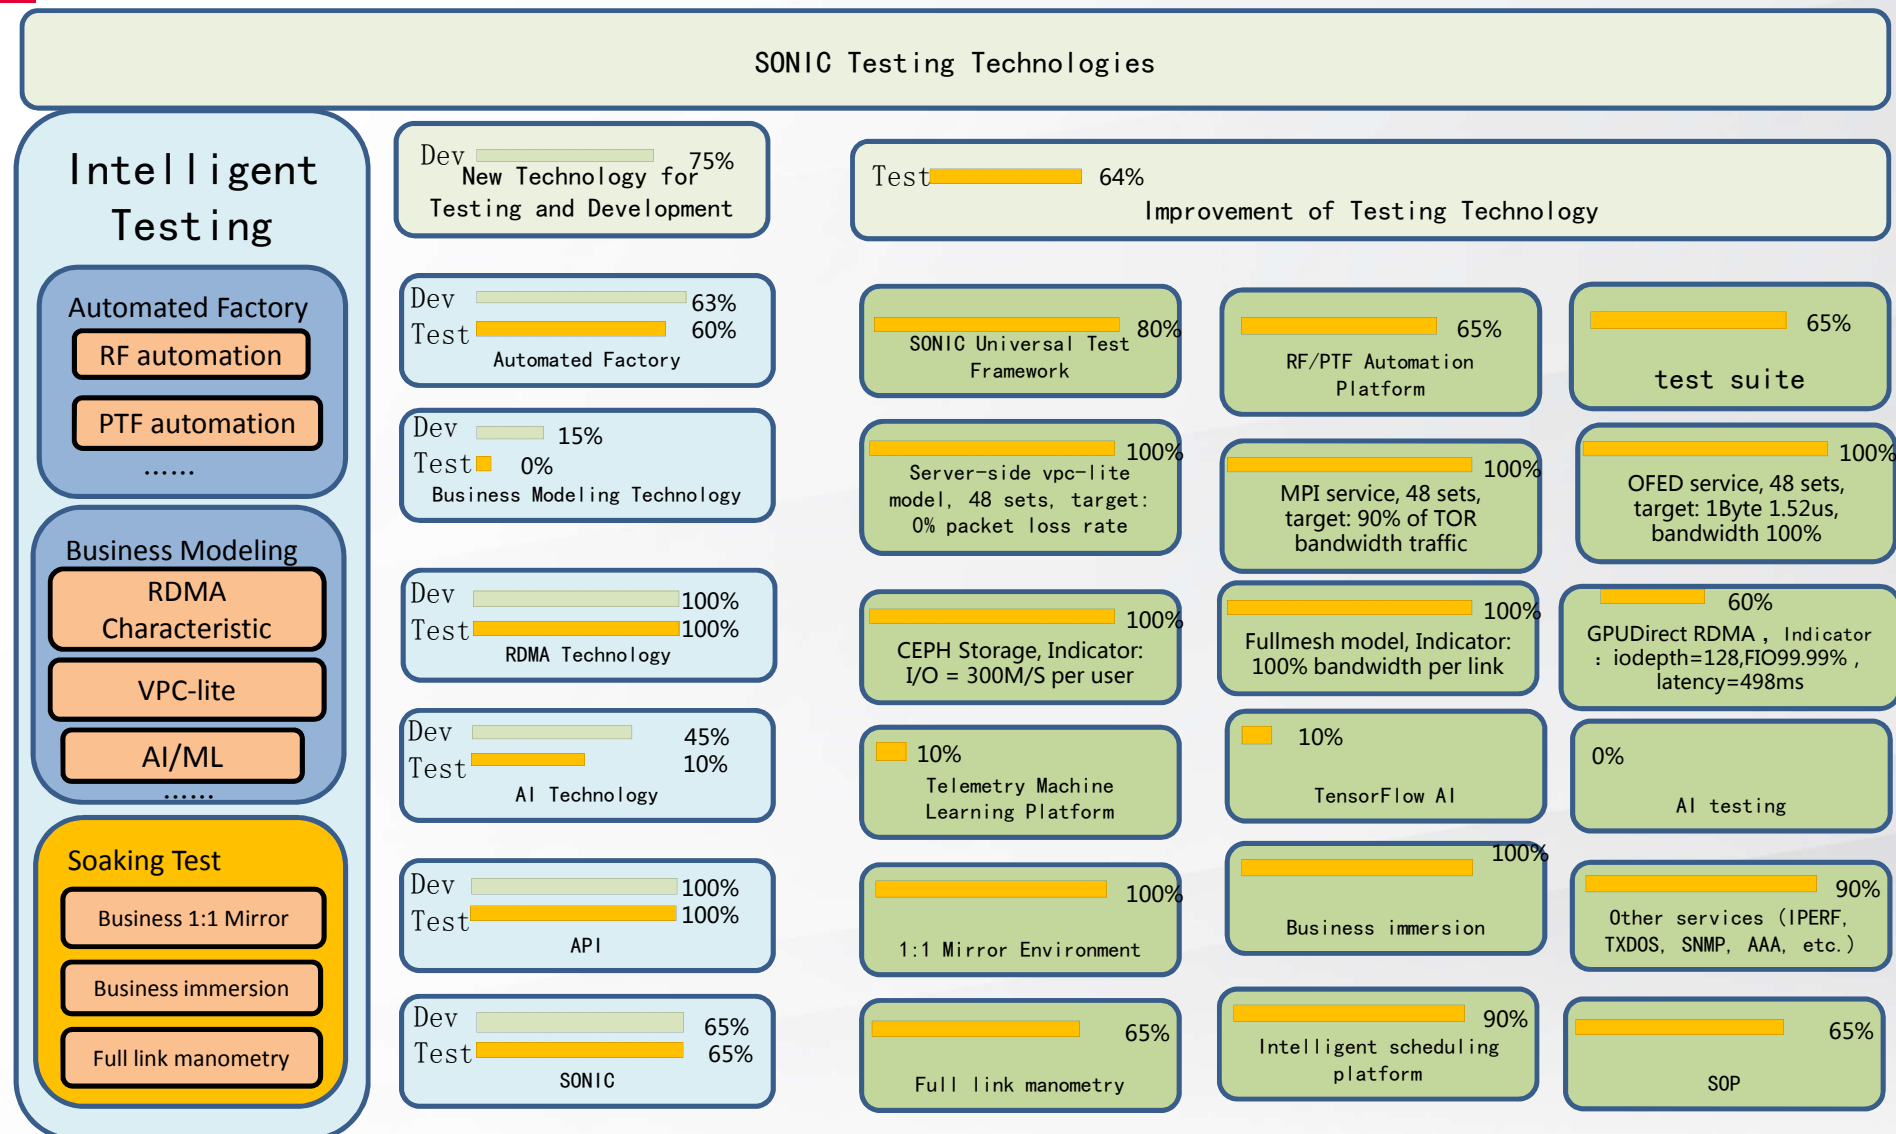 SONIC Testing Technologies
Intelligent
Testing
Automated Factory
RF automation
PTF automation
......
Business Modeling
RDMA
Characteristic
VPC-lite
AI/ML
......
Soaking Test
Business 1:1 Mirror
Business immersion
Full link manometry
Dev 75%
New Technology for
Testing and Development
Dev 63%
Test 60%
Automated Factory
Dev 15%
Test 0%
Business Modeling Technology
Dev 100%
Test 100%
RDMA Technology
Dev 45%
Test 10%
AI Technology
Dev 100%
Test 100%
API
Dev 65%
Test 65%
SONIC
Test 64%
Improvement of Testing Technology
80%
SONIC Universal Test
Framework
65%
RF/PTF Automation
Platform
65%
test suite
100%
Server-side vpc-lite
model, 48 sets, target:
0% packet loss rate
100%
MPI service, 48 sets,
target: 90% of TOR
bandwidth traffic
100%
OFED service, 48 sets,
target: 1Byte 1.52us,
bandwidth 100%
100%
CEPH Storage, Indicator:
I/O = 300M/S per user
100%
Fullmesh model, Indicator:
100% bandwidth per link
60%
GPUDirect RDMA ，Indicator
：iodepth=128,FIO99.99% ,
latency=498ms
10%
Telemetry Machine
Learning Platform
10%
TensorFlow AI
0%
AI testing
100%
1:1 Mirror Environment
100%
Business immersion
90%
Other services (IPERF,
TXDOS, SNMP, AAA, etc.)
65%
Full link manometry
90%
Intelligent scheduling
platform
65%
SOP